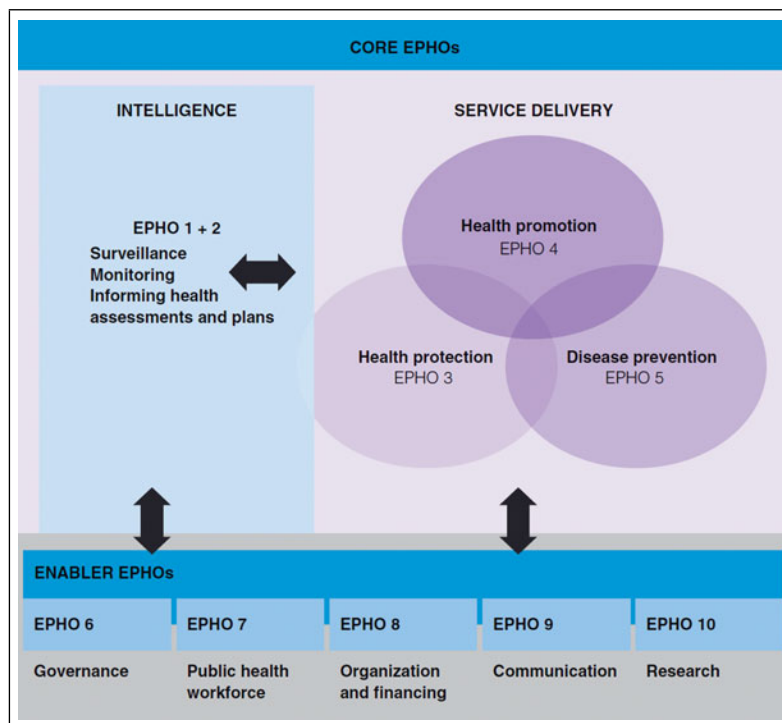 CORE EPHOs
INTELLIGENCE
EPHO 1 + 2
Surveillance
Monitoring
Informing health
assessments and plans
SERVICE DELIVERY
Health promotion
EPHO 4
Health protection
EPHO 3
Disease prevention
EPHO 5
ENABLER EPHOs
EPHO 6
Governance
EPHO 7
Public health
workforce
EPHO 8
Organization
and financing
EPHO 9
Communication
EPHO 10
Research